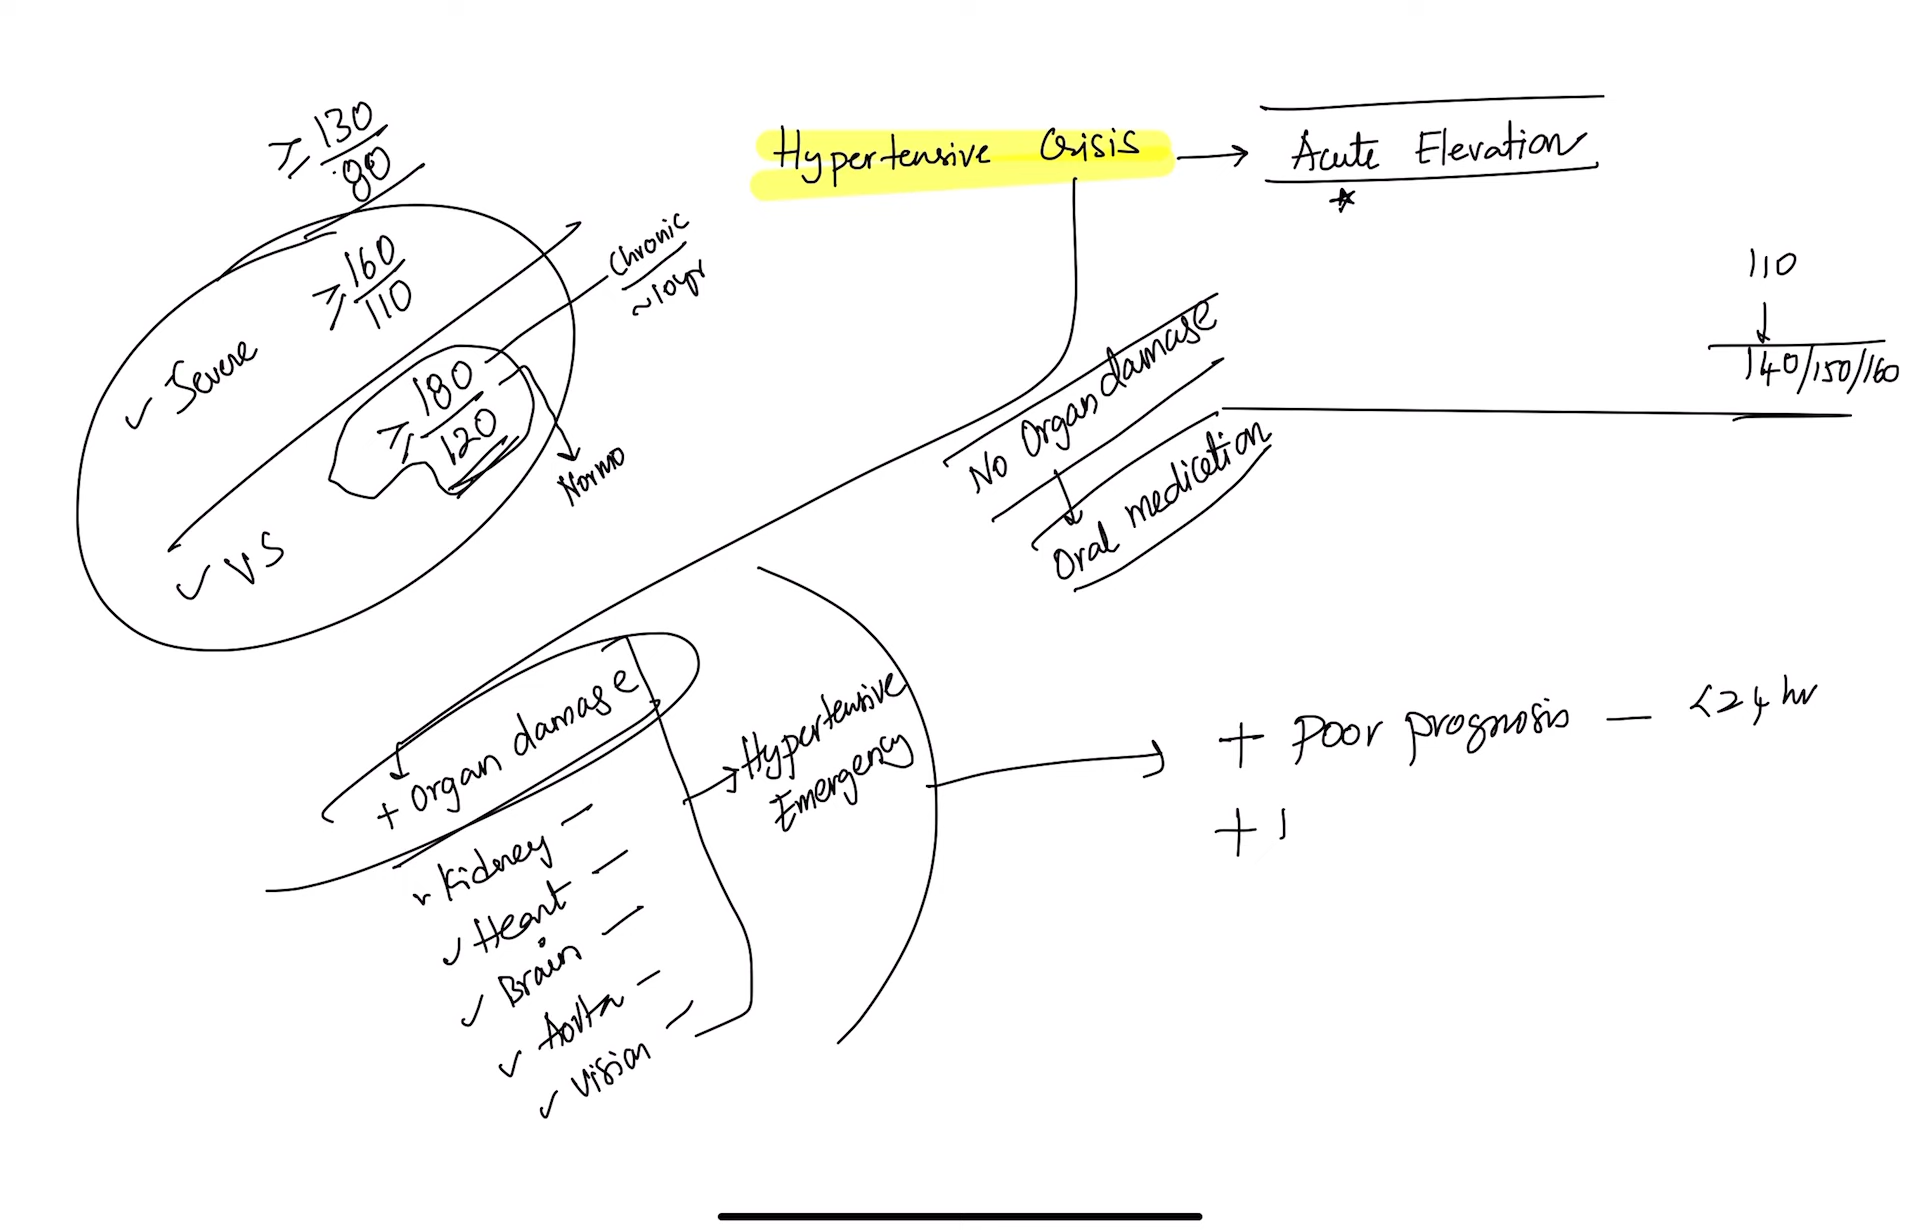 ≥ 130
80
Hypertensive Crisis → Acute Elevation
≥ 160
110
✓ Severe
Chronic
~10yr
≥ 180
120
Normo
✓ VS
110
↓
140/150/160
No Organ damage
↓
Oral medication
+ Organ damage
✓ Kidney –
✓ Heart –
✓ Brain –
✓ Aorta –
✓ Vision –
→ Hypertensive
Emergency
→ + Poor prognosis — <24 hr
+ I